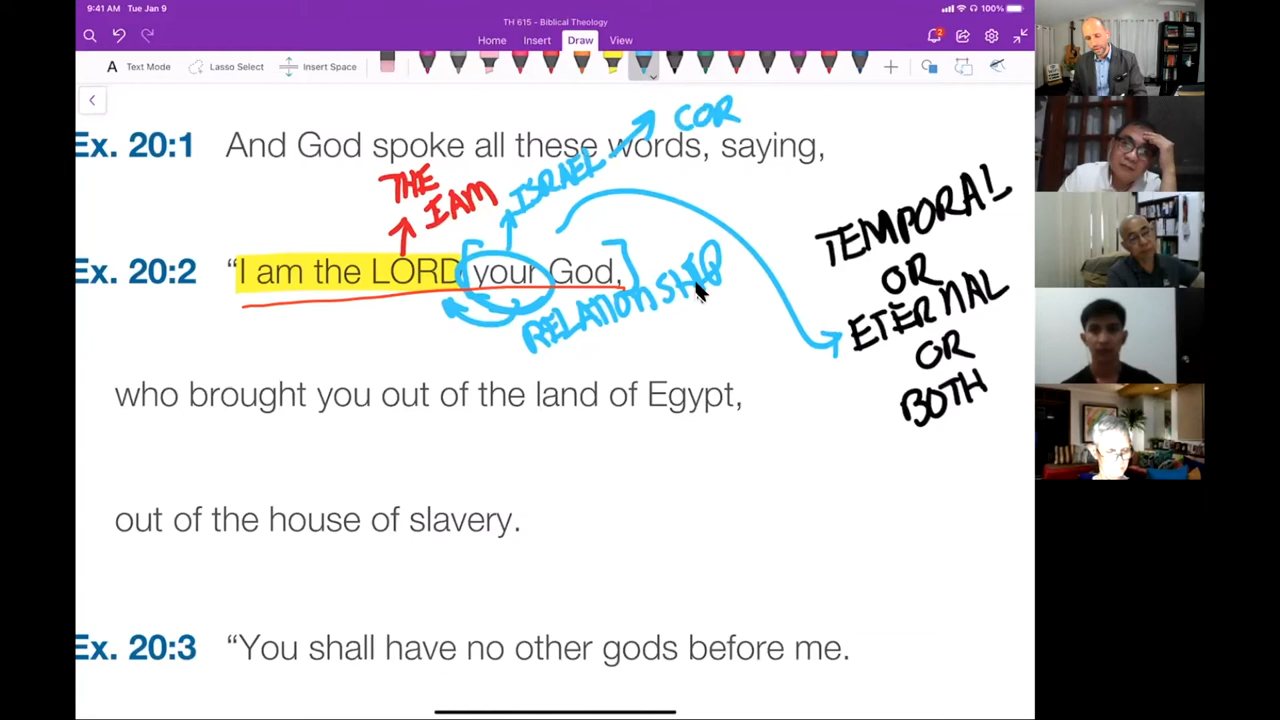 9:41 AM Tue Jan 9
100%
TH 615 - Biblical Theology
Home Insert Draw View
2
Text Mode Lasso Select Insert Space
COR
Ex. 20:1 And God spoke all these words, saying,
THE
I AM
ISRAEL
TEMPORAL
OR
ETERNAL
OR
BOTH
Ex. 20:2 “I am the LORD your God,
RELATIONSHIP
who brought you out of the land of Egypt,
out of the house of slavery.
Ex. 20:3 “You shall have no other gods before me.